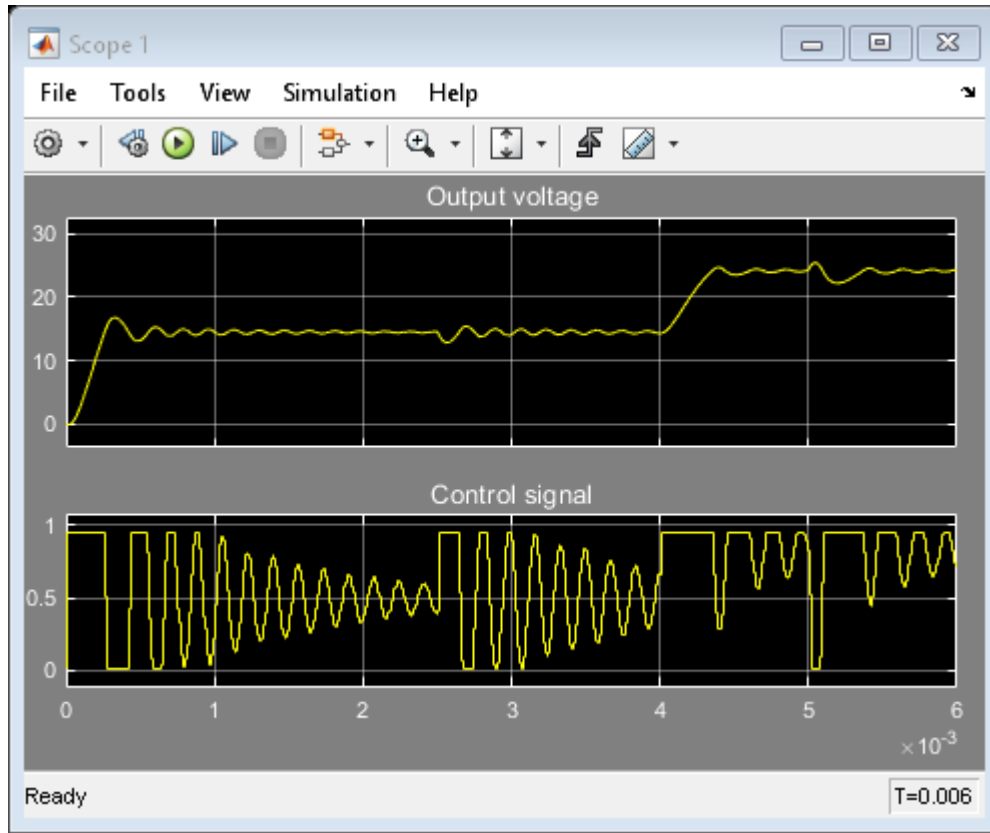 Scope 1
File Tools View Simulation Help
Output voltage
30
20
10
0
Control signal
1
0.5
0
0 1 2 3 4 5 6
×10-3
Ready T=0.006